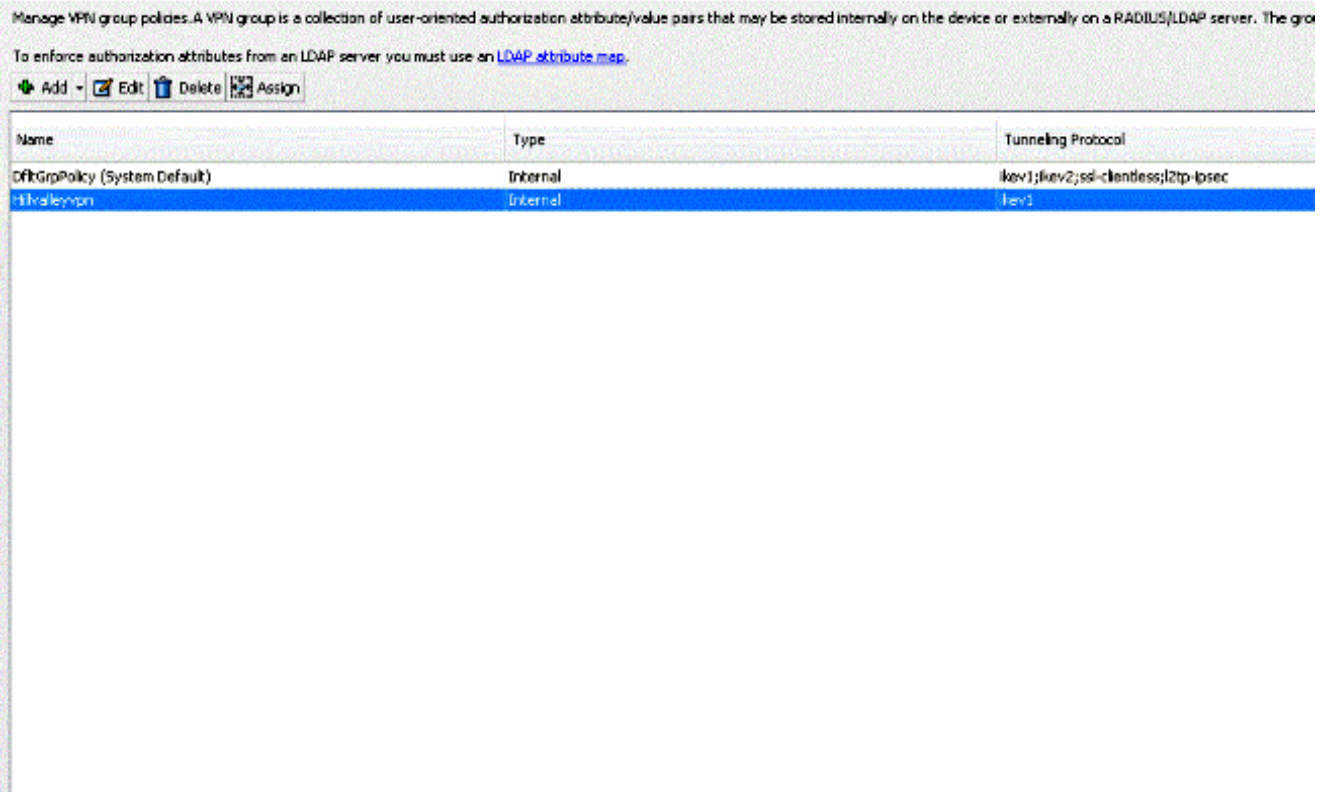 Manage VPN group policies.A VPN group is a collection of user-oriented authorization attribute/value pairs that may be stored internally on the device or externally on a RADIUS/LDAP server. The gro
To enforce authorization attributes from an LDAP server you must use an LDAP attribute map.
Add Edit Delete Assign
Name Type Tunneling Protocol
DfltGrpPolicy (System Default) Internal ikev1;ikev2;ssl-clientless;l2tp-ipsec
Hillvalleyvpn Internal ikev1